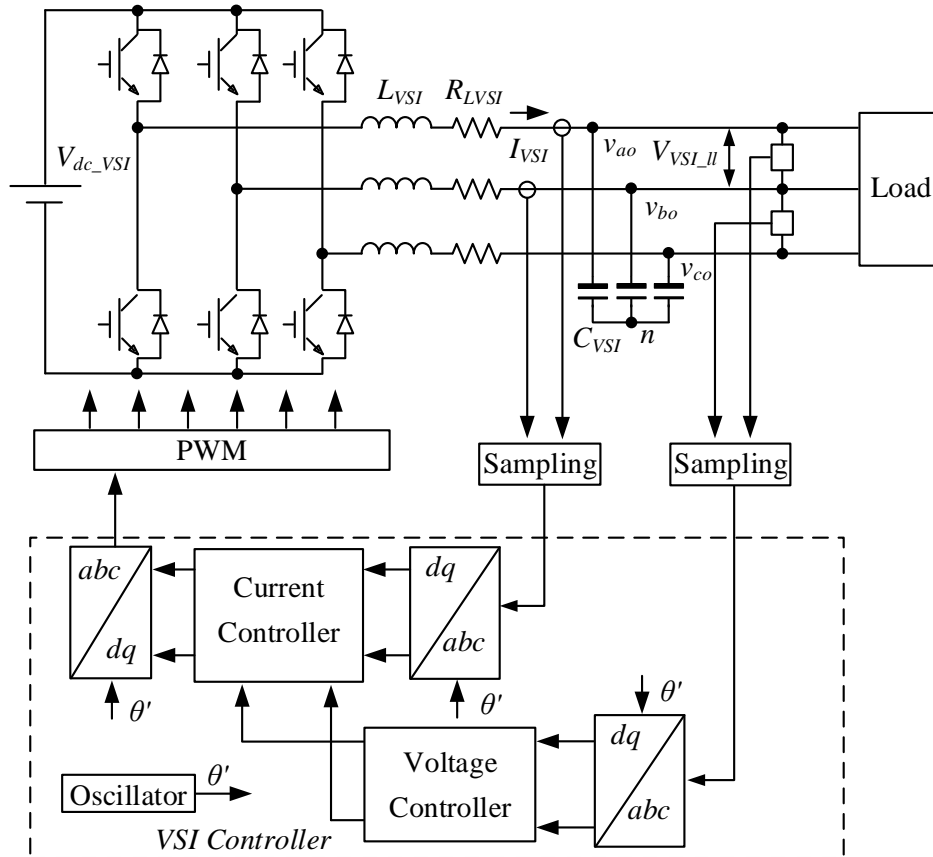 L_VSI R_LVSI
I_VSI v_ao V_VSI_ll
V_dc_VSI
Load
v_bo
v_co
C_VSI n
PWM
Sampling Sampling
abc
dq
Current
Controller
dq
abc
θ' θ' θ'
Voltage
Controller
dq
abc
Oscillator θ'
VSI Controller